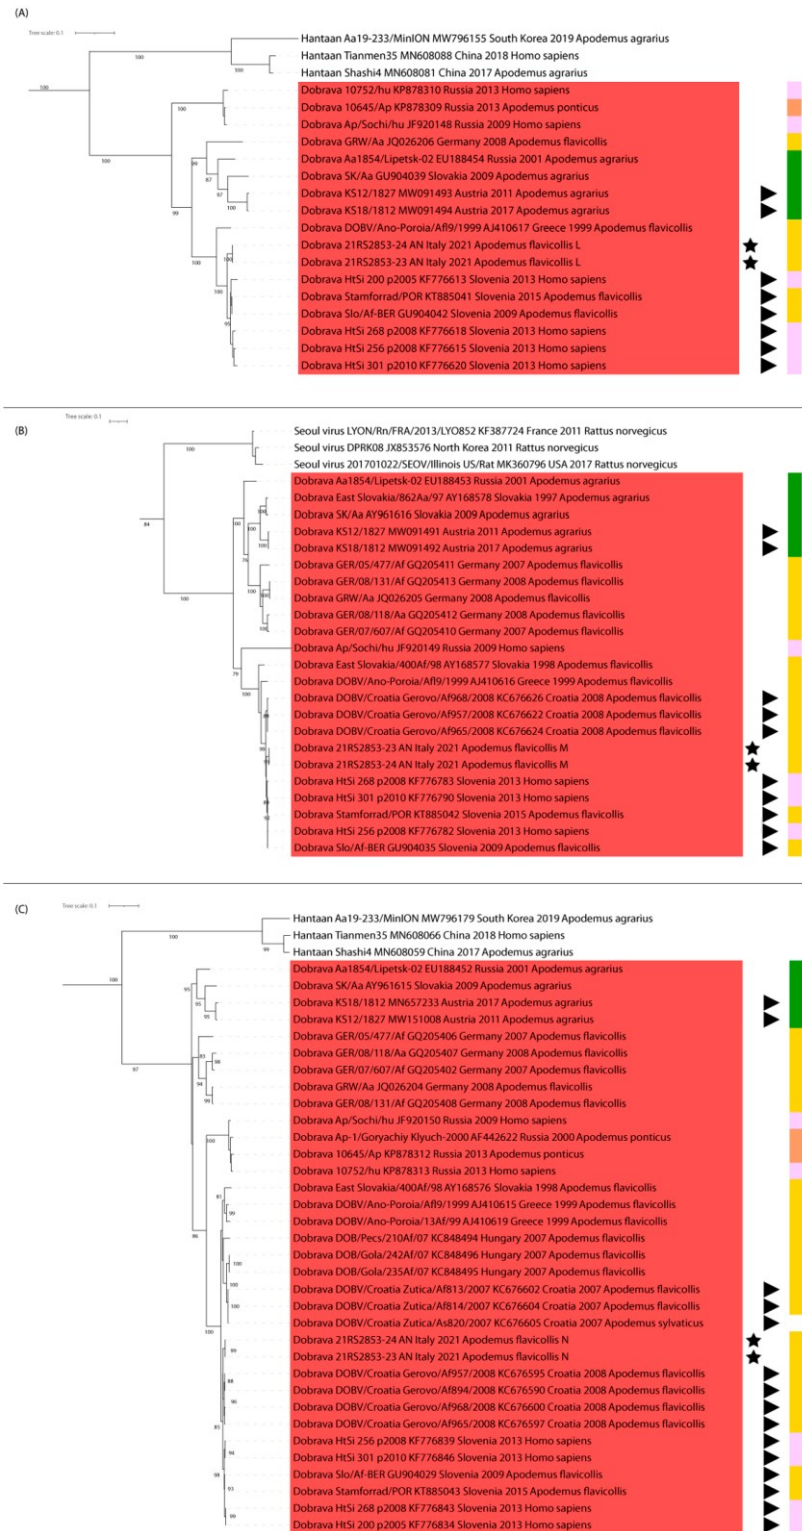 (A)
Tree scale: 0.1
Hantaan Aa19-233/MinION MW796155 South Korea 2019 Apodemus agrarius
Hantaan Tianmen35 MN608088 China 2018 Homo sapiens
Hantaan Shashi4 MN608081 China 2017 Apodemus agrarius
Dobrava 10752/hu KP878310 Russia 2013 Homo sapiens
Dobrava 10645/Ap KP878309 Russia 2013 Apodemus ponticus
Dobrava Ap/Sochi/hu JF920148 Russia 2009 Homo sapiens
Dobrava GRW/Aa JQ026206 Germany 2008 Apodemus flavicollis
Dobrava Aa1854/Lipetsk-02 EU188454 Russia 2001 Apodemus agrarius
Dobrava SK/Aa GU904039 Slovakia 2009 Apodemus agrarius
Dobrava KS12/1827 MW091493 Austria 2011 Apodemus agrarius
Dobrava KS18/1812 MW091494 Austria 2017 Apodemus agrarius
Dobrava DOBV/Ano-Poroia/Afl9/1999 AJ410617 Greece 1999 Apodemus flavicollis
Dobrava 21RS2853-24 AN Italy 2021 Apodemus flavicollis L
Dobrava 21RS2853-23 AN Italy 2021 Apodemus flavicollis L
Dobrava HtSi 200 p2005 KF776613 Slovenia 2013 Homo sapiens
Dobrava Stamforrad/POR KT885041 Slovenia 2015 Apodemus flavicollis
Dobrava Slo/Af-BER GU904042 Slovenia 2009 Apodemus flavicollis
Dobrava HtSi 268 p2008 KF776618 Slovenia 2013 Homo sapiens
Dobrava HtSi 256 p2008 KF776615 Slovenia 2013 Homo sapiens
Dobrava HtSi 301 p2010 KF776620 Slovenia 2013 Homo sapiens
(B)
Tree scale: 0.1
Seoul virus LYON/Rn/FRA/2013/LYO852 KF387724 France 2011 Rattus norvegicus
Seoul virus DPRK08 JX853576 North Korea 2011 Rattus norvegicus
Seoul virus 201701022/SEOV/Illinois US/Rat MK360796 USA 2017 Rattus norvegicus
Dobrava Aa1854/Lipetsk-02 EU188453 Russia 2001 Apodemus agrarius
Dobrava East Slovakia/862Aa/97 AY168578 Slovakia 1997 Apodemus agrarius
Dobrava SK/Aa AY961616 Slovakia 2009 Apodemus agrarius
Dobrava KS12/1827 MW091491 Austria 2011 Apodemus agrarius
Dobrava KS18/1812 MW091492 Austria 2017 Apodemus agrarius
Dobrava GER/05/477/Af GQ205411 Germany 2007 Apodemus flavicollis
Dobrava GER/08/131/Af GQ205413 Germany 2008 Apodemus flavicollis
Dobrava GRW/Aa JQ026205 Germany 2008 Apodemus flavicollis
Dobrava GER/08/118/Aa GQ205412 Germany 2008 Apodemus flavicollis
Dobrava GER/07/607/Af GQ205410 Germany 2007 Apodemus flavicollis
Dobrava Ap/Sochi/hu JF920149 Russia 2009 Homo sapiens
Dobrava East Slovakia/400Af/98 AY168577 Slovakia 1998 Apodemus flavicollis
Dobrava DOBV/Ano-Poroia/Afl9/1999 AJ410616 Greece 1999 Apodemus flavicollis
Dobrava DOBV/Croatia Gerovo/Af968/2008 KC676626 Croatia 2008 Apodemus flavicollis
Dobrava DOBV/Croatia Gerovo/Af957/2008 KC676622 Croatia 2008 Apodemus flavicollis
Dobrava DOBV/Croatia Gerovo/Af965/2008 KC676624 Croatia 2008 Apodemus flavicollis
Dobrava 21RS2853-23 AN Italy 2021 Apodemus flavicollis M
Dobrava 21RS2853-24 AN Italy 2021 Apodemus flavicollis M
Dobrava HtSi 268 p2008 KF776783 Slovenia 2013 Homo sapiens
Dobrava HtSi 301 p2010 KF776790 Slovenia 2013 Homo sapiens
Dobrava Stamforrad/POR KT885042 Slovenia 2015 Apodemus flavicollis
Dobrava HtSi 256 p2008 KF776782 Slovenia 2013 Homo sapiens
Dobrava Slo/Af-BER GU904035 Slovenia 2009 Apodemus flavicollis
(C)
Tree scale: 0.1
Hantaan Aa19-233/MinION MW796179 South Korea 2019 Apodemus agrarius
Hantaan Tianmen35 MN608066 China 2018 Homo sapiens
Hantaan Shashi4 MN608059 China 2017 Apodemus agrarius
Dobrava Aa1854/Lipetsk-02 EU188452 Russia 2001 Apodemus agrarius
Dobrava SK/Aa AY961615 Slovakia 2009 Apodemus agrarius
Dobrava KS18/1812 MN657233 Austria 2017 Apodemus agrarius
Dobrava KS12/1827 MW151008 Austria 2011 Apodemus agrarius
Dobrava GER/05/477/Af GQ205406 Germany 2007 Apodemus flavicollis
Dobrava GER/08/118/Aa GQ205407 Germany 2008 Apodemus flavicollis
Dobrava GER/07/607/Af GQ205402 Germany 2007 Apodemus flavicollis
Dobrava GRW/Aa JQ026204 Germany 2008 Apodemus flavicollis
Dobrava GER/08/131/Af GQ205408 Germany 2008 Apodemus flavicollis
Dobrava Ap/Sochi/hu JF920150 Russia 2009 Homo sapiens
Dobrava Ap-1/Goryachiy Klyuch-2000 AF442622 Russia 2000 Apodemus ponticus
Dobrava 10645/Ap KP878312 Russia 2013 Apodemus ponticus
Dobrava 10752/hu KP878313 Russia 2013 Homo sapiens
Dobrava East Slovakia/400Af/98 AY168576 Slovakia 1998 Apodemus flavicollis
Dobrava DOBV/Ano-Poroia/Afl9/1999 AJ410615 Greece 1999 Apodemus flavicollis
Dobrava DOBV/Ano-Poroia/13Af/99 AJ410619 Greece 1999 Apodemus flavicollis
Dobrava DOB/Pecs/210Af/07 KC848494 Hungary 2007 Apodemus flavicollis
Dobrava DOB/Gola/242Af/07 KC848496 Hungary 2007 Apodemus flavicollis
Dobrava DOB/Gola/235Af/07 KC848495 Hungary 2007 Apodemus flavicollis
Dobrava DOBV/Croatia Zutica/Af813/2007 KC676602 Croatia 2007 Apodemus flavicollis
Dobrava DOBV/Croatia Zutica/Af814/2007 KC676604 Croatia 2007 Apodemus flavicollis
Dobrava DOBV/Croatia Zutica/As820/2007 KC676605 Croatia 2007 Apodemus sylvaticus
Dobrava 21RS2853-24 AN Italy 2021 Apodemus flavicollis N
Dobrava 21RS2853-23 AN Italy 2021 Apodemus flavicollis N
Dobrava DOBV/Croatia Gerovo/Af957/2008 KC676595 Croatia 2008 Apodemus flavicollis
Dobrava DOBV/Croatia Gerovo/Af894/2008 KC676590 Croatia 2008 Apodemus flavicollis
Dobrava DOBV/Croatia Gerovo/Af968/2008 KC676600 Croatia 2008 Apodemus flavicollis
Dobrava DOBV/Croatia Gerovo/Af965/2008 KC676597 Croatia 2008 Apodemus flavicollis
Dobrava HtSi 256 p2008 KF776839 Slovenia 2013 Homo sapiens
Dobrava HtSi 301 p2010 KF776846 Slovenia 2013 Homo sapiens
Dobrava Slo/Af-BER GU904029 Slovenia 2009 Apodemus flavicollis
Dobrava Stamforrad/POR KT885043 Slovenia 2015 Apodemus flavicollis
Dobrava HtSi 268 p2008 KF776843 Slovenia 2013 Homo sapiens
Dobrava HtSi 200 p2005 KF776834 Slovenia 2013 Homo sapiens